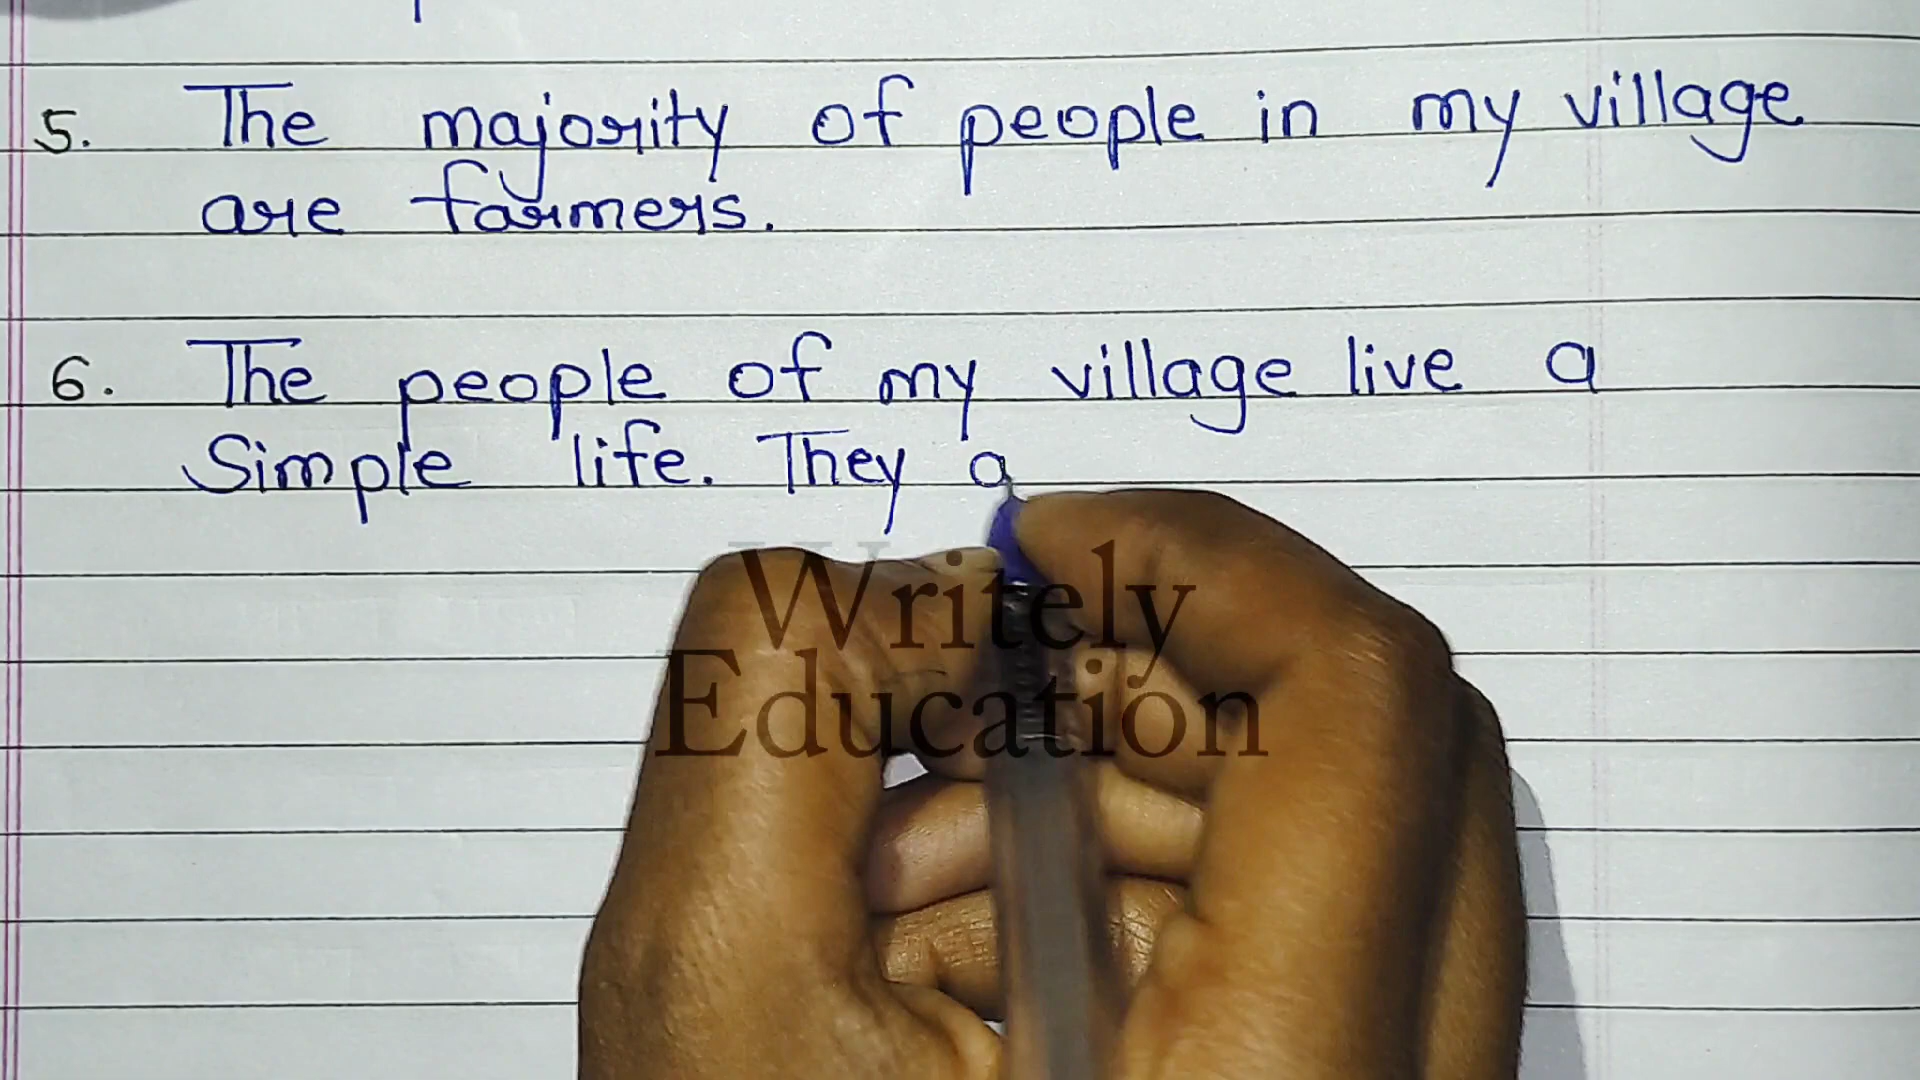 5. The majority of people in my village
are farmers.
6. The people of my village live a
Simple life. They a
Writely
Education